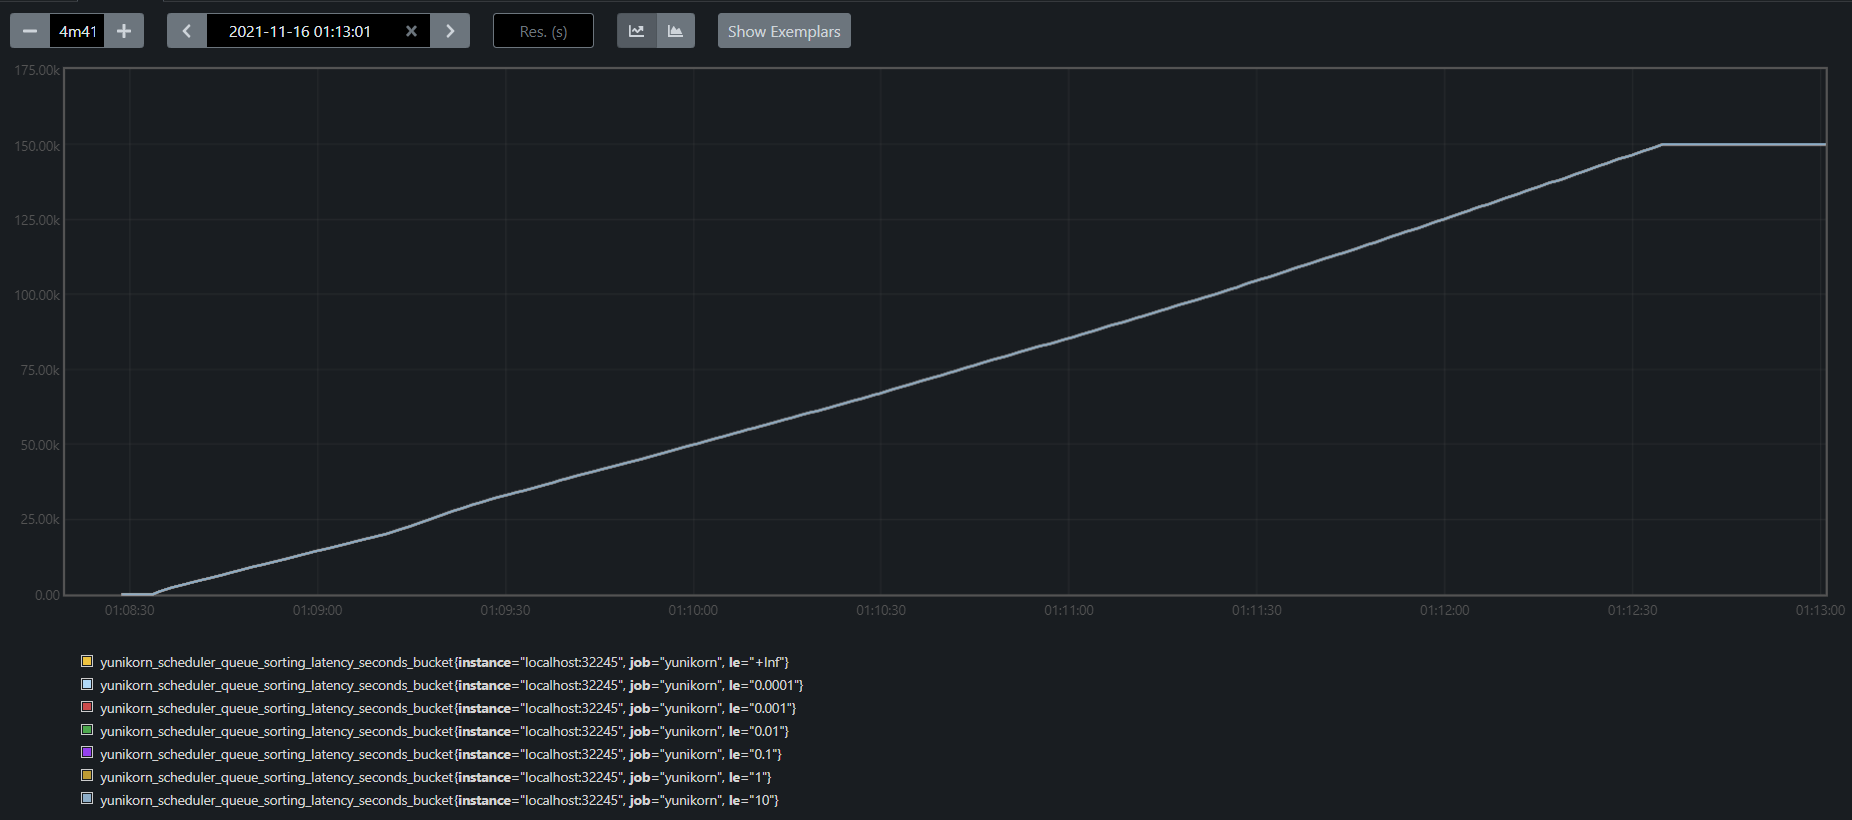 4m41 2021-11-16 01:13:01 Res. (s) Show Exemplars
175.00k
150.00k
125.00k
100.00k
75.00k
50.00k
25.00k
0.00
01:08:30 01:09:00 01:09:30 01:10:00 01:10:30 01:11:00 01:11:30 01:12:00 01:12:30 01:13:00
yunikorn_scheduler_queue_sorting_latency_seconds_bucket{instance="localhost:32245", job="yunikorn", le="+Inf"}
yunikorn_scheduler_queue_sorting_latency_seconds_bucket{instance="localhost:32245", job="yunikorn", le="0.0001"}
yunikorn_scheduler_queue_sorting_latency_seconds_bucket{instance="localhost:32245", job="yunikorn", le="0.001"}
yunikorn_scheduler_queue_sorting_latency_seconds_bucket{instance="localhost:32245", job="yunikorn", le="0.01"}
yunikorn_scheduler_queue_sorting_latency_seconds_bucket{instance="localhost:32245", job="yunikorn", le="0.1"}
yunikorn_scheduler_queue_sorting_latency_seconds_bucket{instance="localhost:32245", job="yunikorn", le="1"}
yunikorn_scheduler_queue_sorting_latency_seconds_bucket{instance="localhost:32245", job="yunikorn", le="10"}